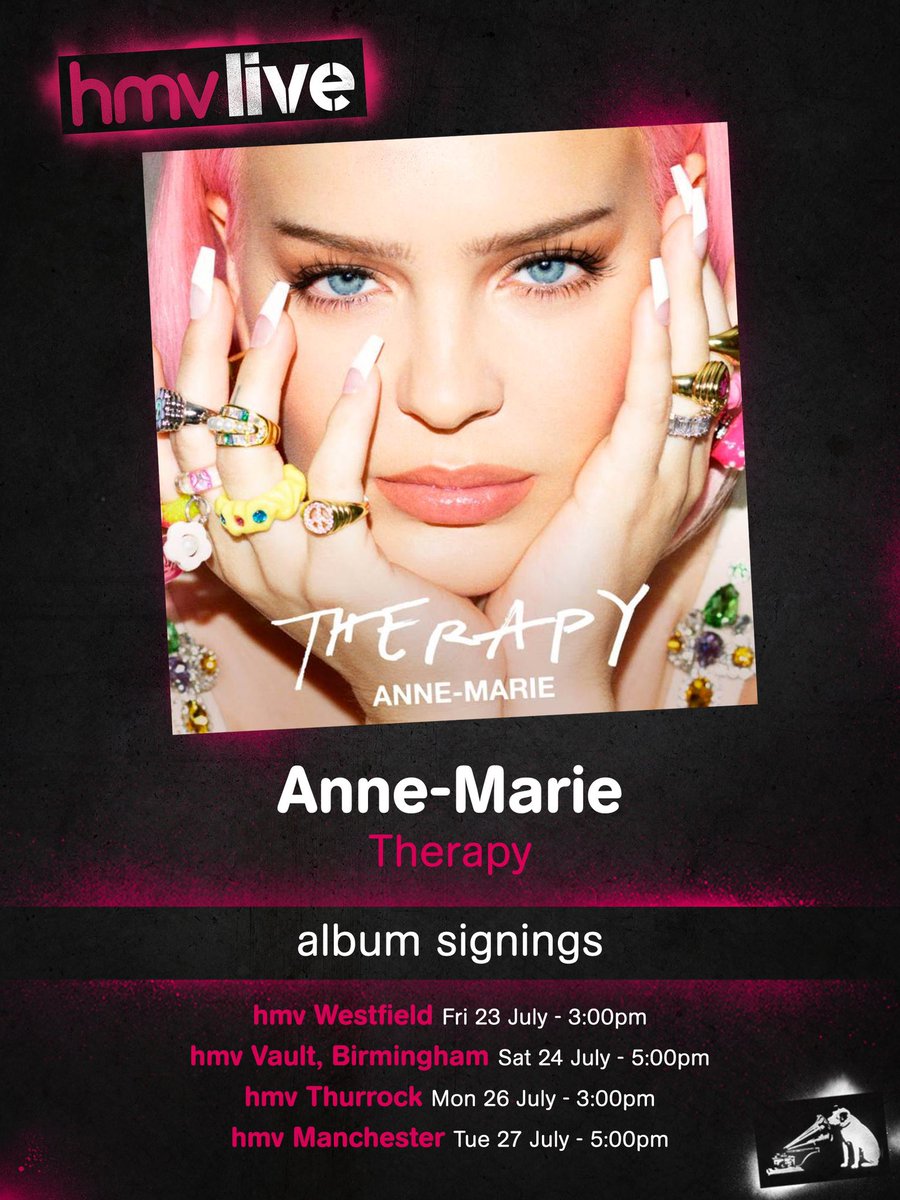 hmvlive
THERAPY
ANNE-MARIE
Anne-Marie
Therapy
album signings
hmv Westfield Fri 23 July - 3:00pm
hmv Vault, Birmingham Sat 24 July - 5:00pm
hmv Thurrock Mon 26 July - 3:00pm
hmv Manchester Tue 27 July - 5:00pm